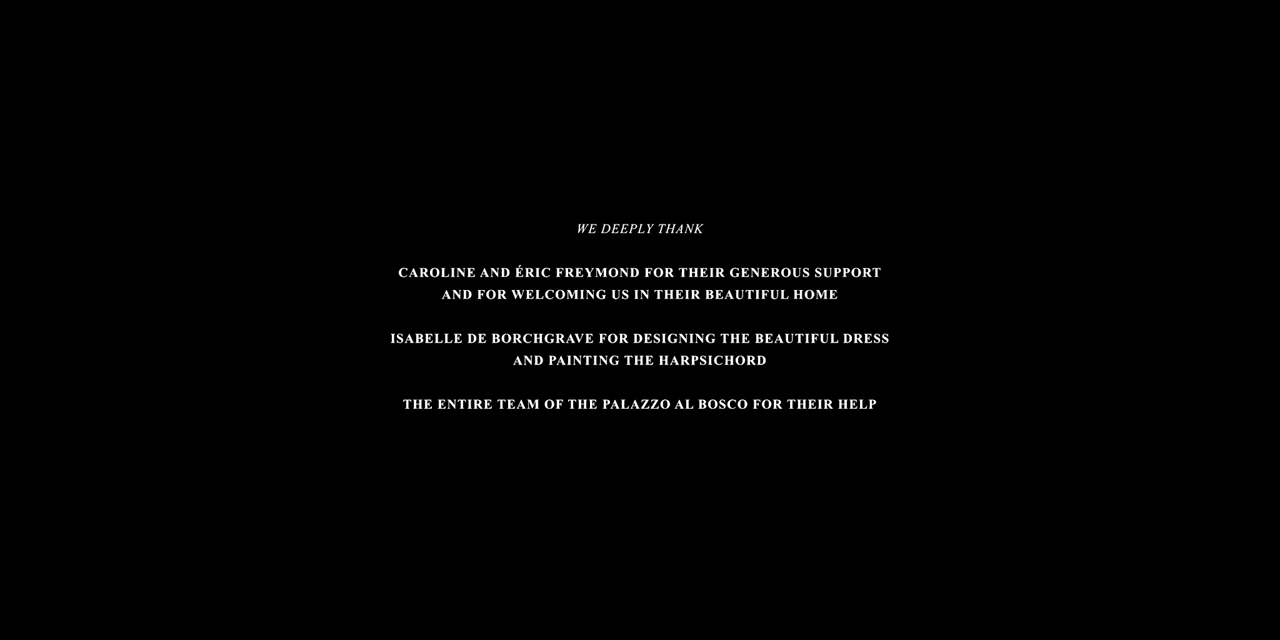 WE DEEPLY THANK
CAROLINE AND ÉRIC FREYMOND FOR THEIR GENEROUS SUPPORT
AND FOR WELCOMING US IN THEIR BEAUTIFUL HOME
ISABELLE DE BORCHGRAVE FOR DESIGNING THE BEAUTIFUL DRESS
AND PAINTING THE HARPSICHORD
THE ENTIRE TEAM OF THE PALAZZO AL BOSCO FOR THEIR HELP